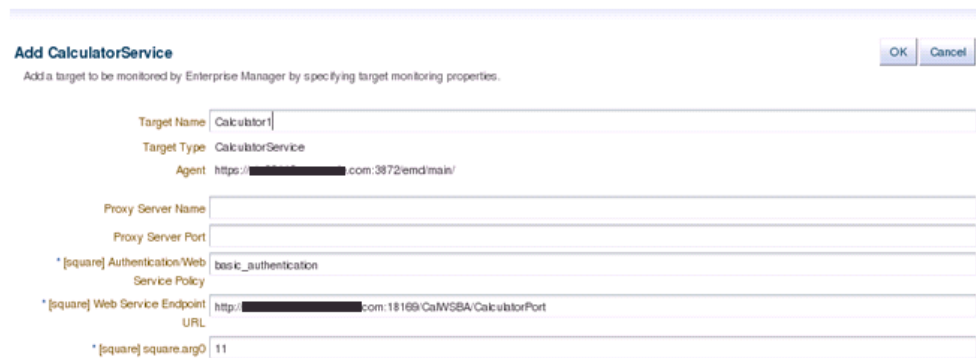 Add CalculatorService
OK Cancel
Add a target to be monitored by Enterprise Manager by specifying target monitoring properties.
Target Name Calculator1
Target Type CalculatorService
Agent https:// .com:3872/emd/main/
Proxy Server Name
Proxy Server Port
* [square] Authentication/Web basic_authentication
Service Policy
* [square] Web Service Endpoint http:// com:18169/CalWSBA/CalculatorPort
URL
* [square] square.arg0 11